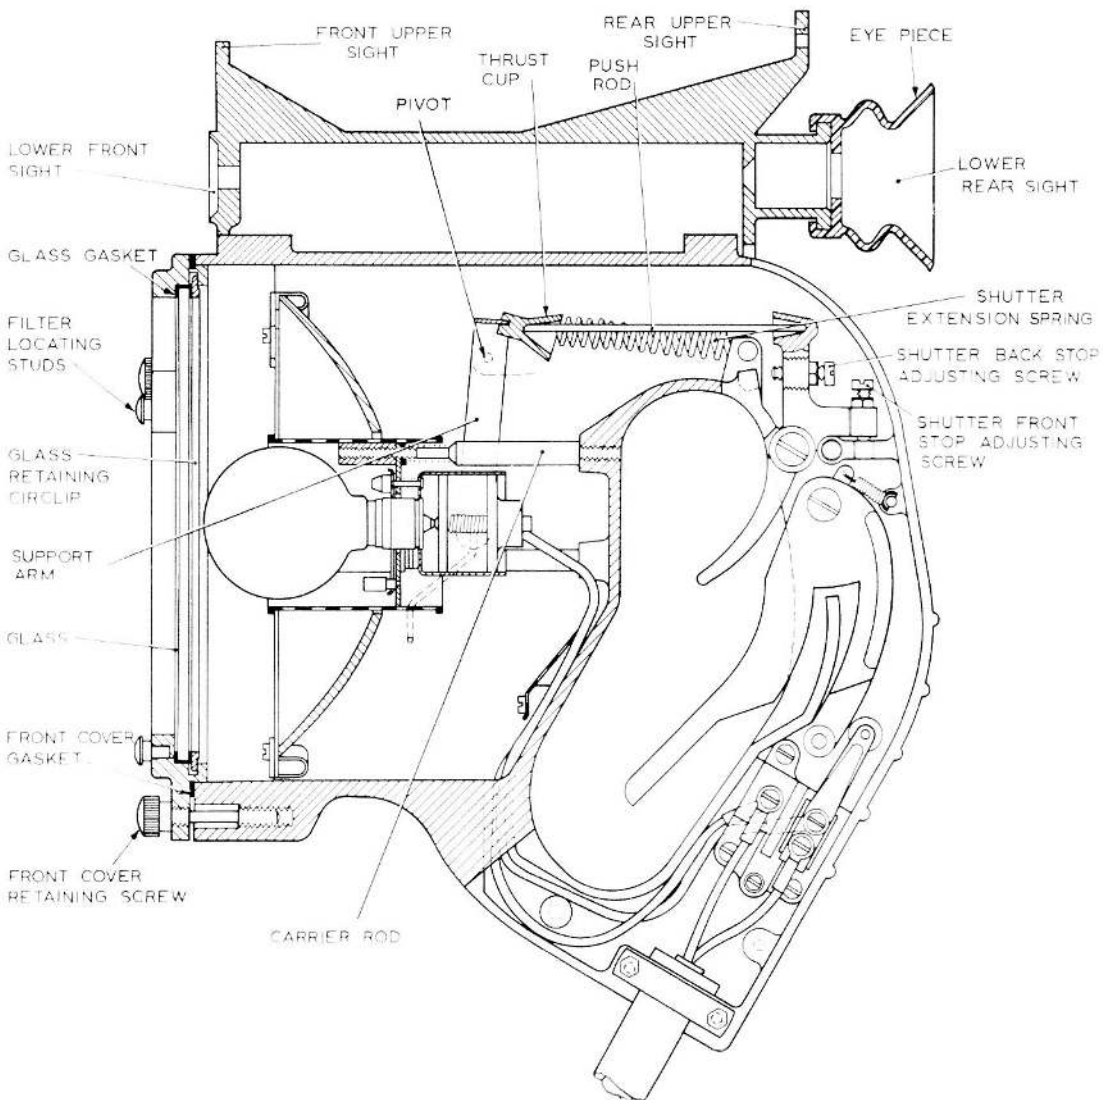 FRONT UPPER
SIGHT
REAR UPPER
SIGHT
EYE PIECE
THRUST
CUP
PUSH
ROD
PIVOT
LOWER FRONT
SIGHT
LOWER
REAR SIGHT
GLASS GASKET
SHUTTER
EXTENSION SPRING
FILTER
LOCATING
STUDS
SHUTTER BACK STOP
ADJUSTING SCREW
SHUTTER FRONT
STOP ADJUSTING
SCREW
GLASS
RETAINING
CIRCLIP
SUPPORT
ARM
GLASS
FRONT COVER
GASKET
FRONT COVER
RETAINING SCREW
CARRIER ROD